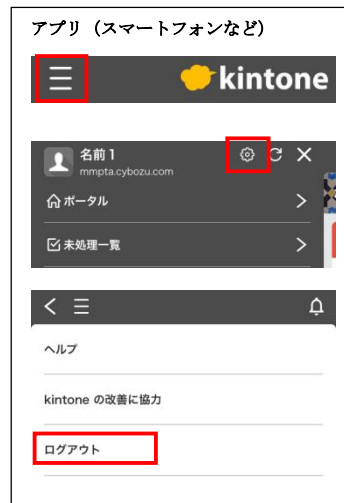 アプリ（スマートフォンなど）
kintone
名前１
mmpta.cybozu.com
ポータル
未処理一覧
ヘルプ
kintone の改善に協力
ログアウト